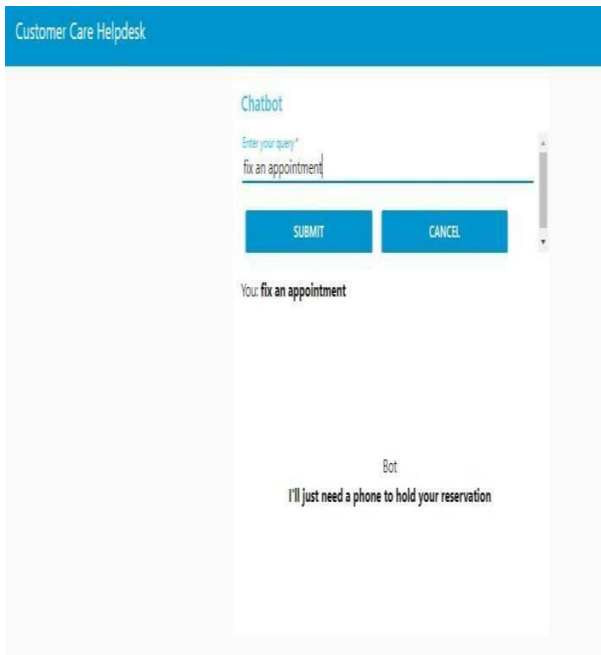 Customer Care Helpdesk
Chatbot
Enter your query*
fix an appointment
SUBMIT CANCEL
You: fix an appointment
Bot
I'll just need a phone to hold your reservation